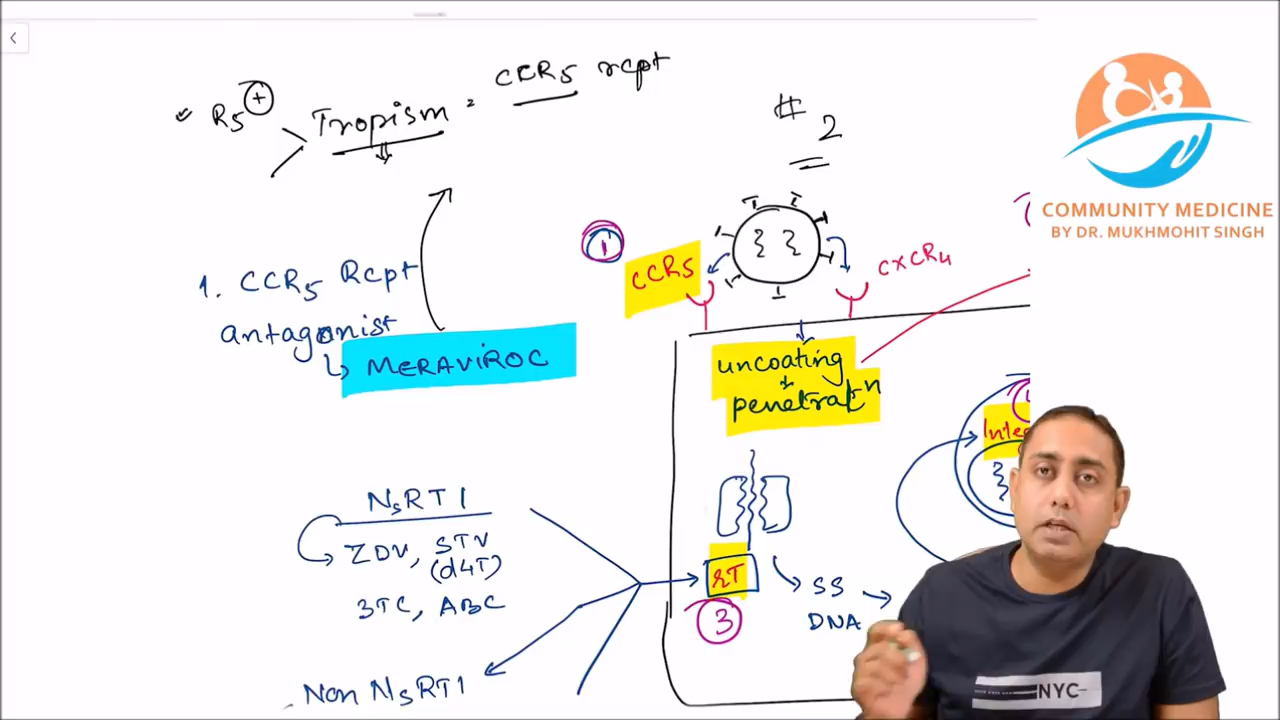 CCR5 rcpt
R5 +
Tropism =
# 2
1
CCR5
CXCR4
1. CCR5 Rcpt
antagonist
MERAVIROC
uncoating
+
penetratn
Integ
NsRTI
ZDV, STV
(d4T)
3TC, ABC
RT
3
SS
DNA
Non NsRTI
COMMUNITY MEDICINE
BY DR. MUKHMOHIT SINGH
NYC